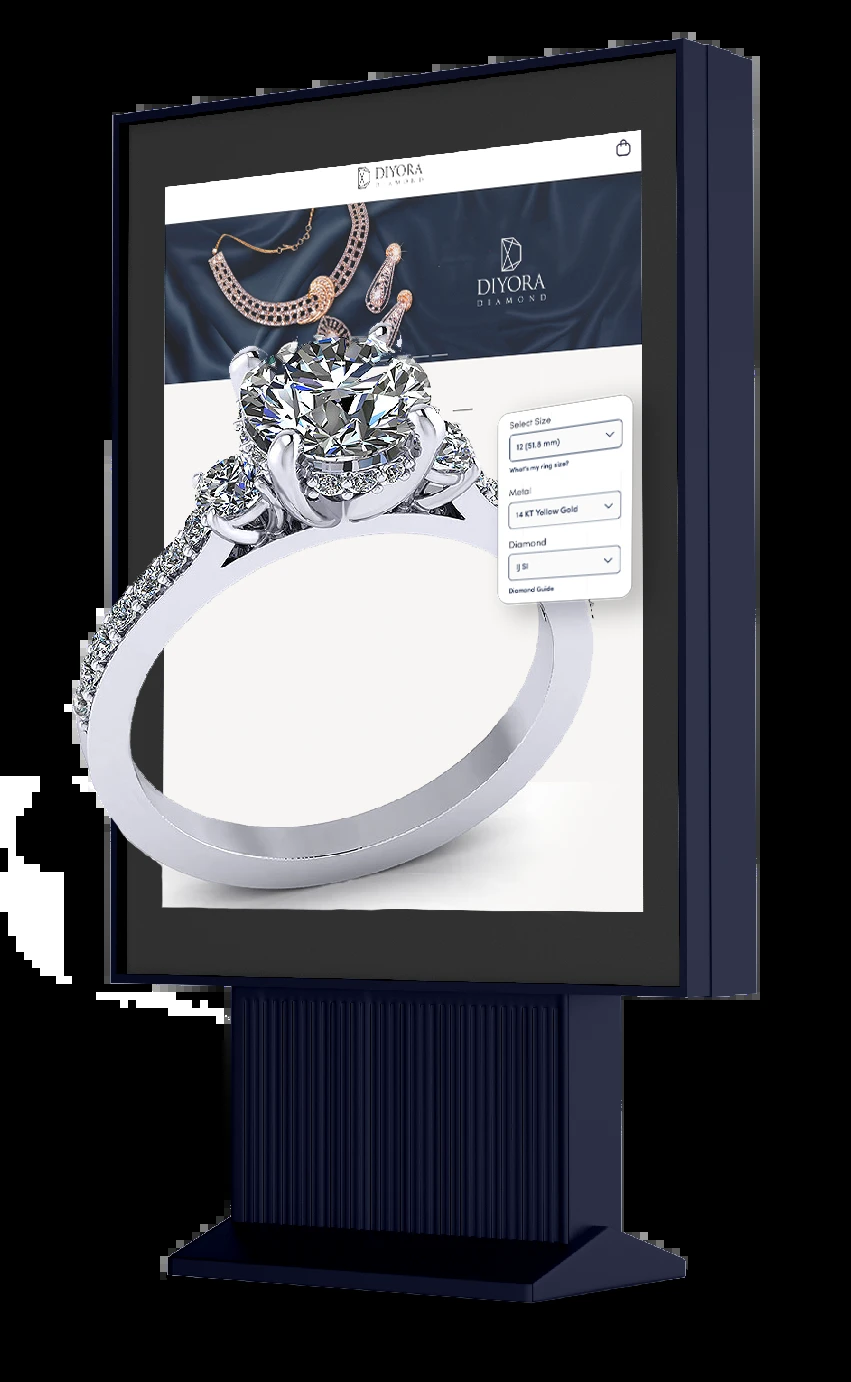 DIYORA
DIAMOND
DIYORA
DIAMOND
Select Size
12 (51.8 mm)
What's my ring size?
Metal
14 KT Yellow Gold
Diamond
IJ SI
Diamond Guide